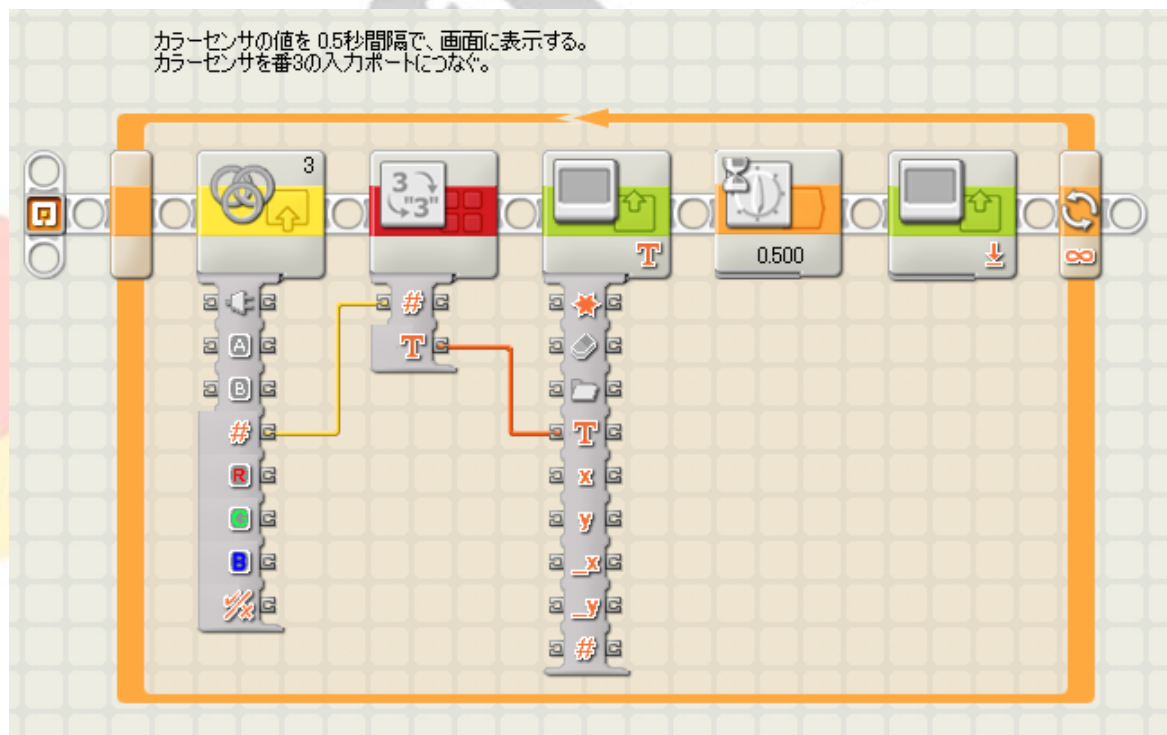 カラーセンサの値を 0.5秒間隔で、画面に表示する。
カラーセンサを番3の入力ポートにつなぐ。
3
3
"3"
T
0.500
∞
#
A
T
B
#
T
R
x
G
y
B
_x
_y
#